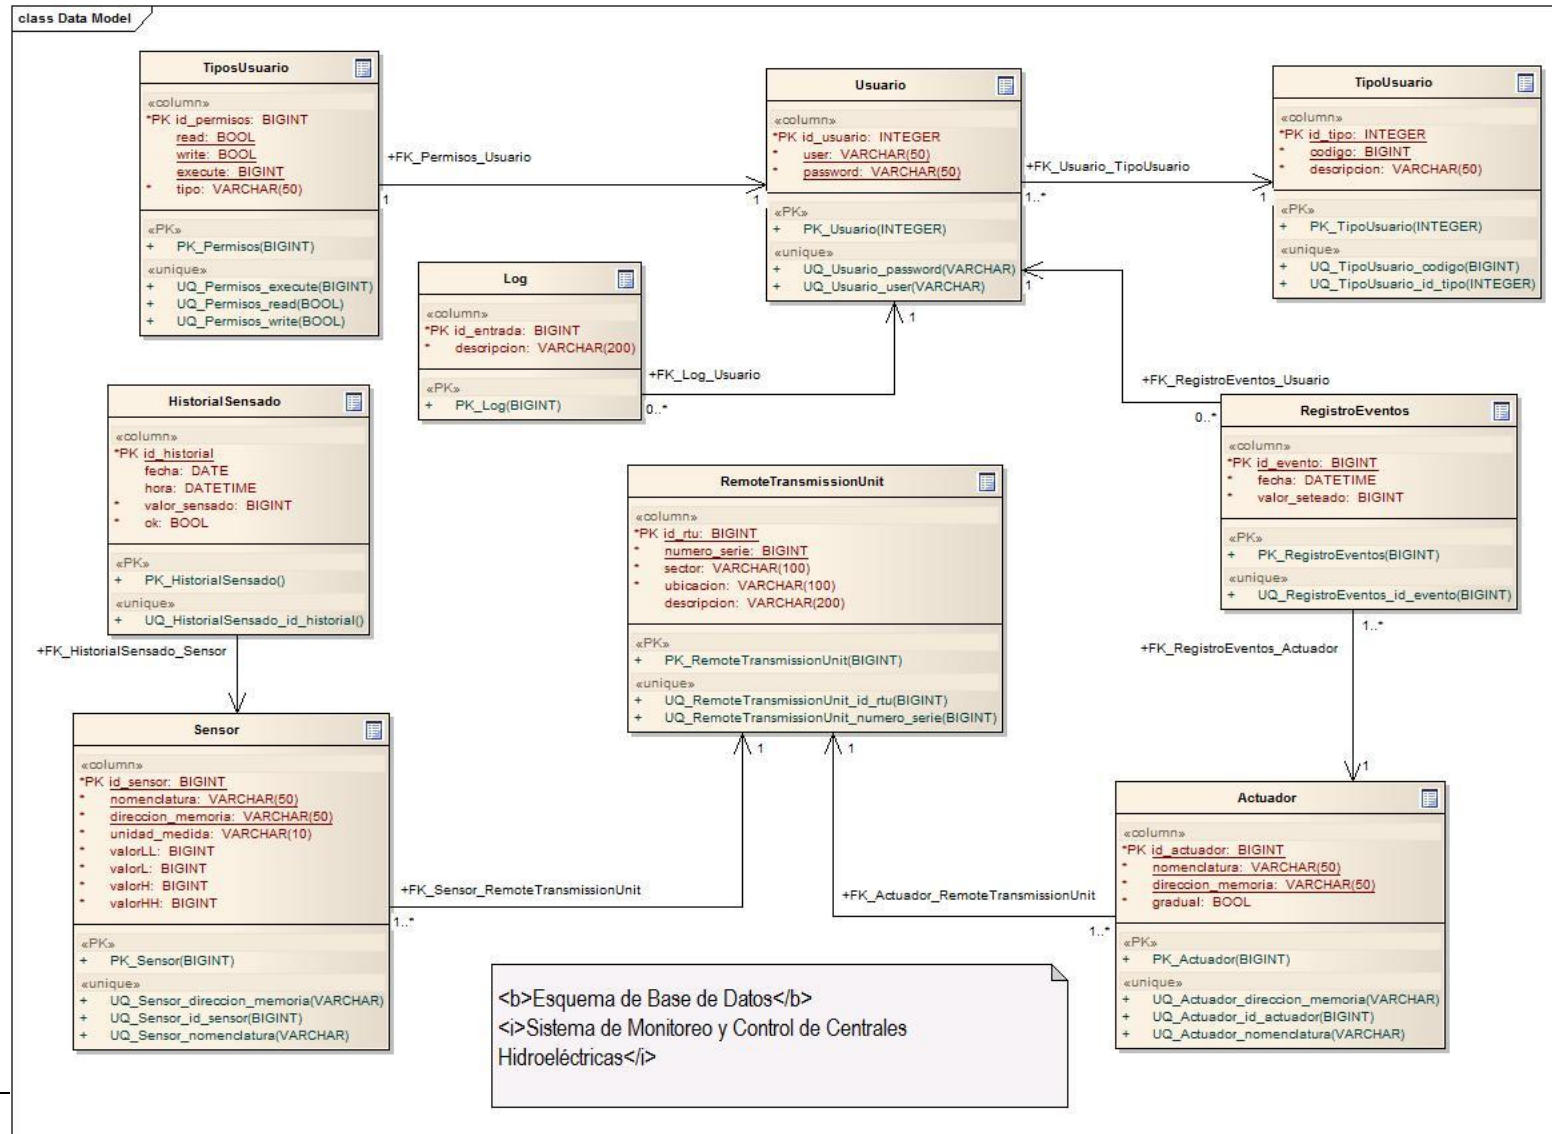 class Data Model
TiposUsuario
«column»
*PK id_permisos: BIGINT
read: BOOL
write: BOOL
execute: BIGINT
* tipo: VARCHAR(50)
«PK»
+ PK_Permisos(BIGINT)
«unique»
+ UQ_Permisos_execute(BIGINT)
+ UQ_Permisos_read(BOOL)
+ UQ_Permisos_write(BOOL)
+FK_Permisos_Usuario
1
1
Usuario
«column»
*PK id_usuario: INTEGER
* user: VARCHAR(50)
* password: VARCHAR(50)
«PK»
+ PK_Usuario(INTEGER)
«unique»
+ UQ_Usuario_password(VARCHAR)
+ UQ_Usuario_user(VARCHAR)
+FK_Usuario_TipoUsuario
1..*
1
TipoUsuario
«column»
*PK id_tipo: INTEGER
* codigo: BIGINT
* descripcion: VARCHAR(50)
«PK»
+ PK_TipoUsuario(INTEGER)
«unique»
+ UQ_TipoUsuario_codigo(BIGINT)
+ UQ_TipoUsuario_id_tipo(INTEGER)
Log
«column»
*PK id_entrada: BIGINT
* descripcion: VARCHAR(200)
«PK»
+ PK_Log(BIGINT)
+FK_Log_Usuario
0..*
1
1
+FK_RegistroEventos_Usuario
0..*
HistorialSensado
«column»
*PK id_historial
fecha: DATE
hora: DATETIME
* valor_sensado: BIGINT
* ok: BOOL
«PK»
+ PK_HistorialSensado()
«unique»
+ UQ_HistorialSensado_id_historial()
+FK_HistorialSensado_Sensor
RemoteTransmissionUnit
«column»
*PK id_rtu: BIGINT
* numero_serie: BIGINT
* sector: VARCHAR(100)
* ubicacion: VARCHAR(100)
descripcion: VARCHAR(200)
«PK»
+ PK_RemoteTransmissionUnit(BIGINT)
«unique»
+ UQ_RemoteTransmissionUnit_id_rtu(BIGINT)
+ UQ_RemoteTransmissionUnit_numero_serie(BIGINT)
1
1
RegistroEventos
«column»
*PK id_evento: BIGINT
* fecha: DATETIME
* valor_seteado: BIGINT
«PK»
+ PK_RegistroEventos(BIGINT)
«unique»
+ UQ_RegistroEventos_id_evento(BIGINT)
1..*
+FK_RegistroEventos_Actuador
1
Sensor
«column»
*PK id_sensor: BIGINT
* nomenclatura: VARCHAR(50)
* direccion_memoria: VARCHAR(50)
* unidad_medida: VARCHAR(10)
* valorLL: BIGINT
* valorL: BIGINT
* valorH: BIGINT
* valorHH: BIGINT
«PK»
+ PK_Sensor(BIGINT)
«unique»
+ UQ_Sensor_direccion_memoria(VARCHAR)
+ UQ_Sensor_id_sensor(BIGINT)
+ UQ_Sensor_nomenclatura(VARCHAR)
+FK_Sensor_RemoteTransmissionUnit
1..*
+FK_Actuador_RemoteTransmissionUnit
1..*
Actuador
«column»
*PK id_actuador: BIGINT
* nomenclatura: VARCHAR(50)
* direccion_memoria: VARCHAR(50)
* gradual: BOOL
«PK»
+ PK_Actuador(BIGINT)
«unique»
+ UQ_Actuador_direccion_memoria(VARCHAR)
+ UQ_Actuador_id_actuador(BIGINT)
+ UQ_Actuador_nomenclatura(VARCHAR)
<b>Esquema de Base de Datos</b>
<i>Sistema de Monitoreo y Control de Centrales
Hidroeléctricas</i>